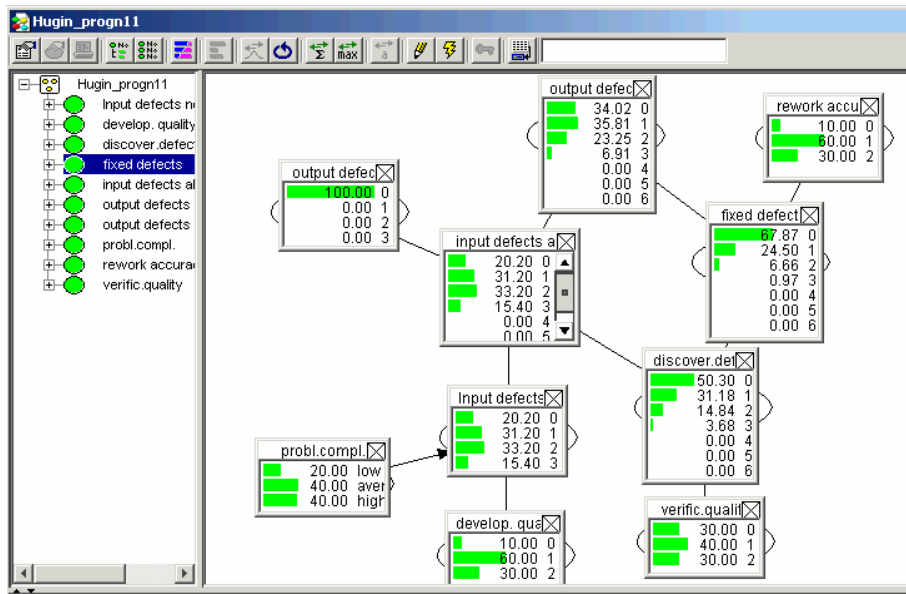 Hugin_progn11
Hugin_progn11
Input defects n
develop. quality
discover.defec
fixed defects
input defects al
output defects
output defects
probl.compl.
rework accura
verific.quality
output defec
34.02 0
35.81 1
23.25 2
6.91 3
0.00 4
0.00 5
0.00 6
rework accu
10.00 0
60.00 1
30.00 2
output defec
100.00 0
0.00 1
0.00 2
0.00 3
fixed defect
67.87 0
24.50 1
6.66 2
0.97 3
0.00 4
0.00 5
0.00 6
input defects a
20.20 0
31.20 1
33.20 2
15.40 3
0.00 4
0.00 5
discover.def
50.30 0
31.18 1
14.84 2
3.68 3
0.00 4
0.00 5
0.00 6
Input defects
20.20 0
31.20 1
33.20 2
15.40 3
probl.compl.
20.00 low
40.00 aver
40.00 high
verific.qualif
30.00 0
40.00 1
30.00 2
develop. qua
10.00 0
60.00 1
30.00 2